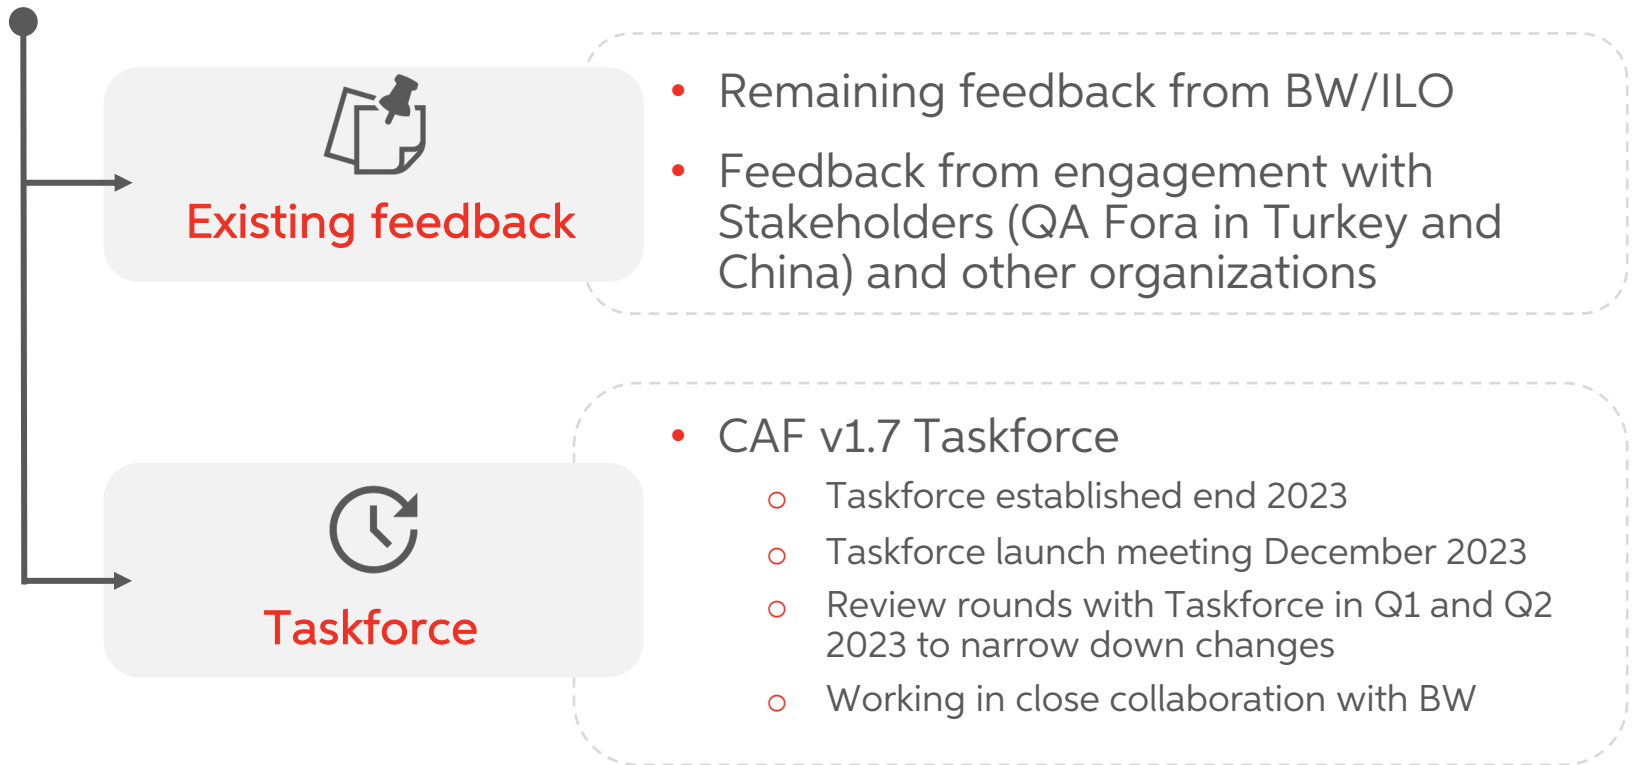 Existing feedback
• Remaining feedback from BW/ILO
• Feedback from engagement with
Stakeholders (QA Fora in Turkey and
China) and other organizations
Taskforce
• CAF v1.7 Taskforce
o Taskforce established end 2023
o Taskforce launch meeting December 2023
o Review rounds with Taskforce in Q1 and Q2
2023 to narrow down changes
o Working in close collaboration with BW